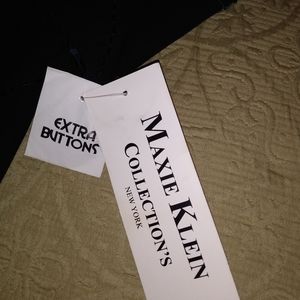 EXTRA
BUTTONS
MAXIE KLEIN
COLLECTION'S
NEW YORK